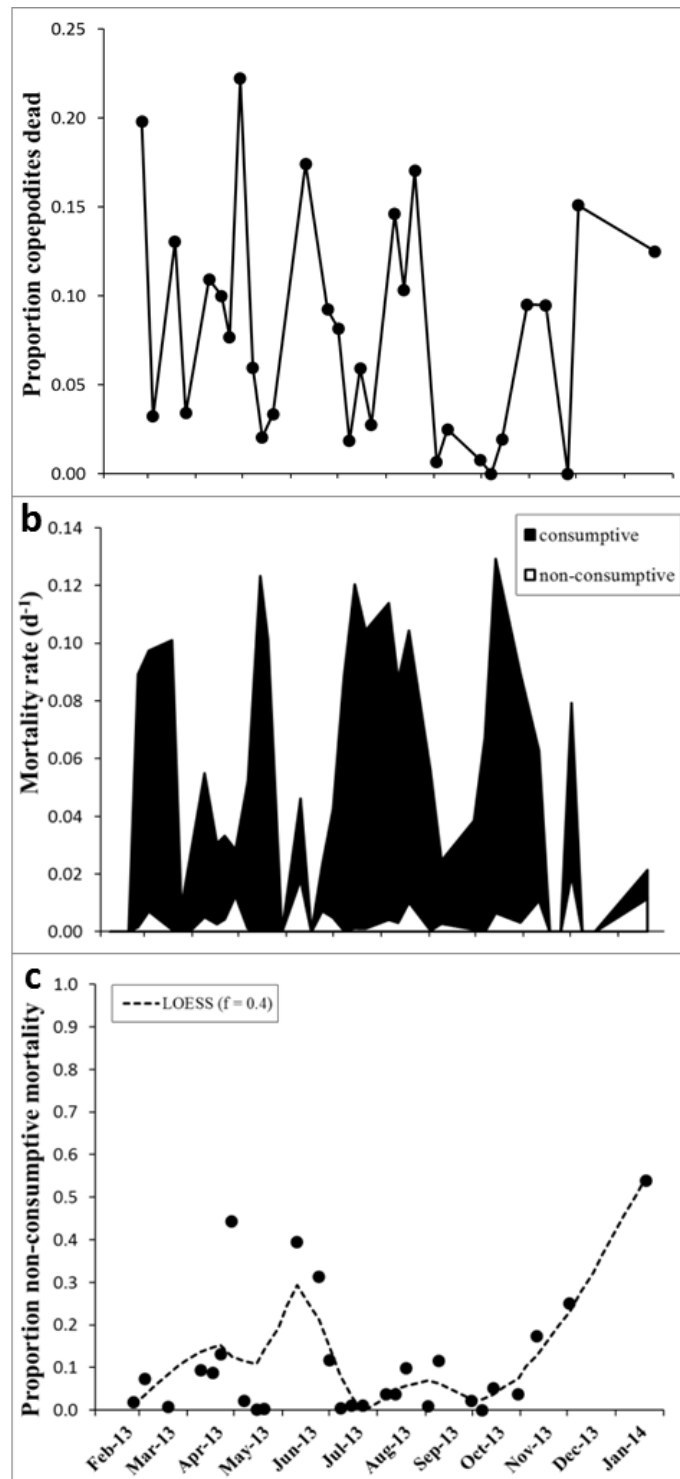 0.25
0.20
0.15
0.10
0.05
0.00
Proportion copepodites dead
b
0.14
0.12
0.10
0.08
0.06
0.04
0.02
0.00
Mortality rate (d-1)
consumptive
non-consumptive
c
1.0
0.9
0.8
0.7
0.6
0.5
0.4
0.3
0.2
0.1
0.0
Proportion non-consumptive mortality
LOESS (f = 0.4)
Feb-13
Mar-13
Apr-13
May-13
Jun-13
Jul-13
Aug-13
Sep-13
Oct-13
Nov-13
Dec-13
Jan-14